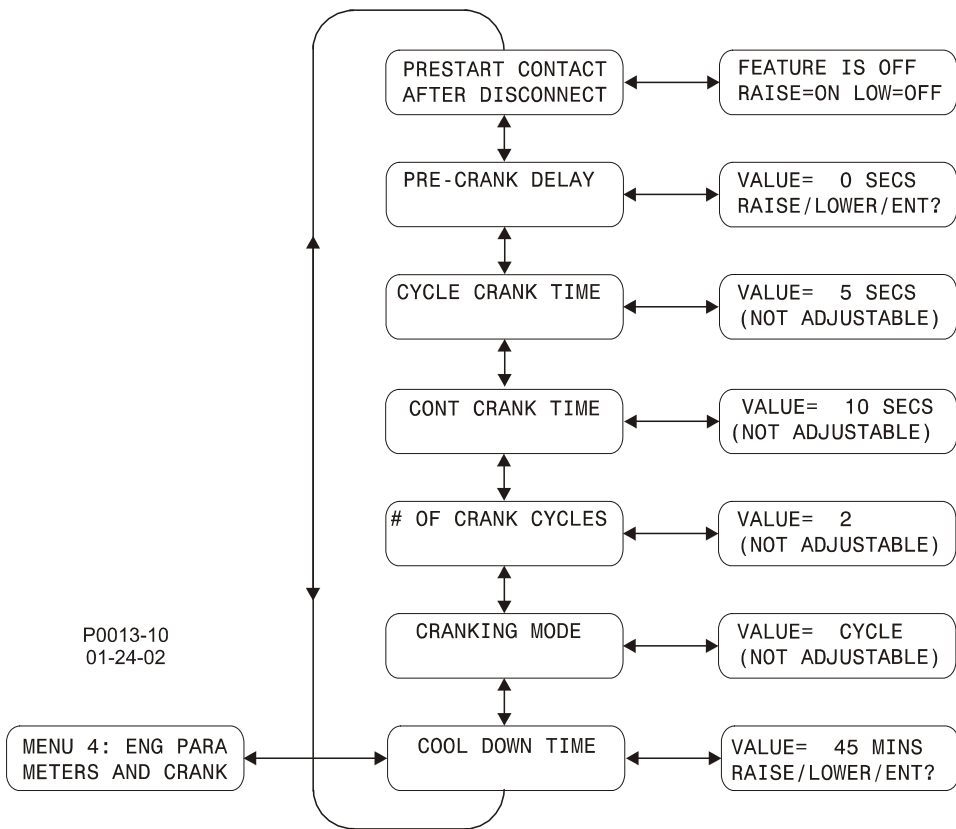 PRESTART CONTACT
AFTER DISCONNECT
FEATURE IS OFF
RAISE=ON LOW=OFF
PRE-CRANK DELAY
VALUE= 0 SECS
RAISE/LOWER/ENT?
CYCLE CRANK TIME
VALUE= 5 SECS
(NOT ADJUSTABLE)
CONT CRANK TIME
VALUE= 10 SECS
(NOT ADJUSTABLE)
# OF CRANK CYCLES
VALUE= 2
(NOT ADJUSTABLE)
CRANKING MODE
VALUE= CYCLE
(NOT ADJUSTABLE)
P0013-10
01-24-02
MENU 4: ENG PARA
METERS AND CRANK
COOL DOWN TIME
VALUE= 45 MINS
RAISE/LOWER/ENT?